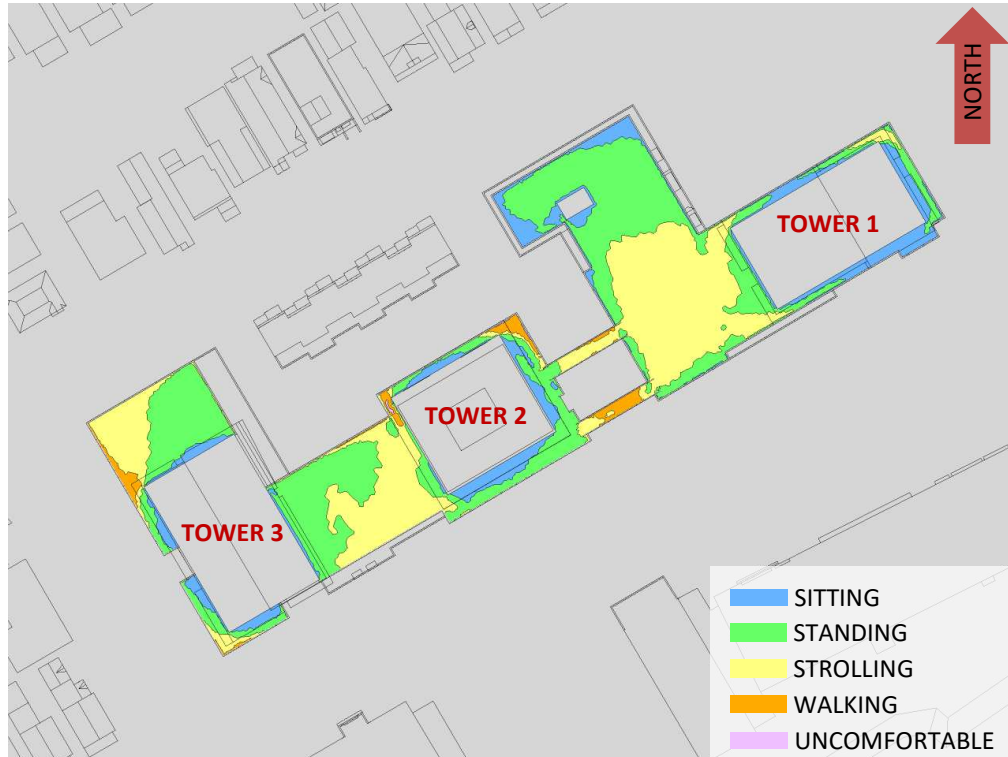 NORTH
TOWER 1
TOWER 2
TOWER 3
SITTING
STANDING
STROLLING
WALKING
UNCOMFORTABLE